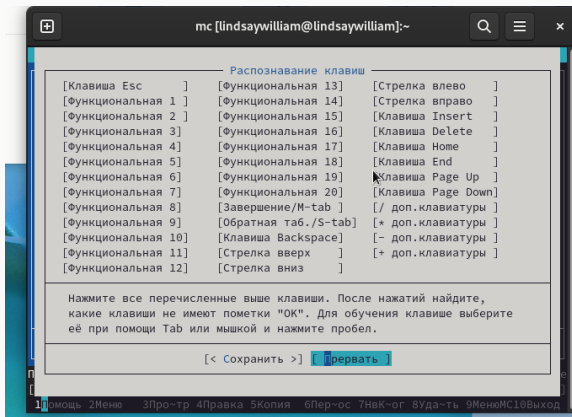 mc [lindsaywilliam@lindsaywilliam]:~
Распознавание клавиш
[Клавиша Esc ] [Функциональная 13] [Стрелка влево ]
[Функциональная 1 ] [Функциональная 14] [Стрелка вправо ]
[Функциональная 2 ] [Функциональная 15] [Клавиша Insert ]
[Функциональная 3] [Функциональная 16] [Клавиша Delete ]
[Функциональная 4] [Функциональная 17] [Клавиша Home ]
[Функциональная 5] [Функциональная 18] [Клавиша End ]
[Функциональная 6] [Функциональная 19] [Клавиша Page Up ]
[Функциональная 7] [Функциональная 20] [Клавиша Page Down]
[Функциональная 8] [Завершение/M-tab ] [/ доп.клавиатуры ]
[Функциональная 9] [Обратная таб./S-tab] [* доп.клавиатуры ]
[Функциональная 10] [Клавиша Backspace] [- доп.клавиатуры ]
[Функциональная 11] [Стрелка вверх ] [+ доп.клавиатуры ]
[Функциональная 12] [Стрелка вниз ]
Нажмите все перечисленные выше клавиши. После нажатий найдите,
какие клавиши не имеют пометки "OK". Для обучения клавише выберите
её при помощи Tab или мышкой и нажмите пробел.
[< Сохранить >] [ Прервать ]
1Помощь 2Меню 3Про~тр 4Правка 5Копия 6Пер~ос 7НвК~ог 8Уда~ть 9МенюMC10Выход